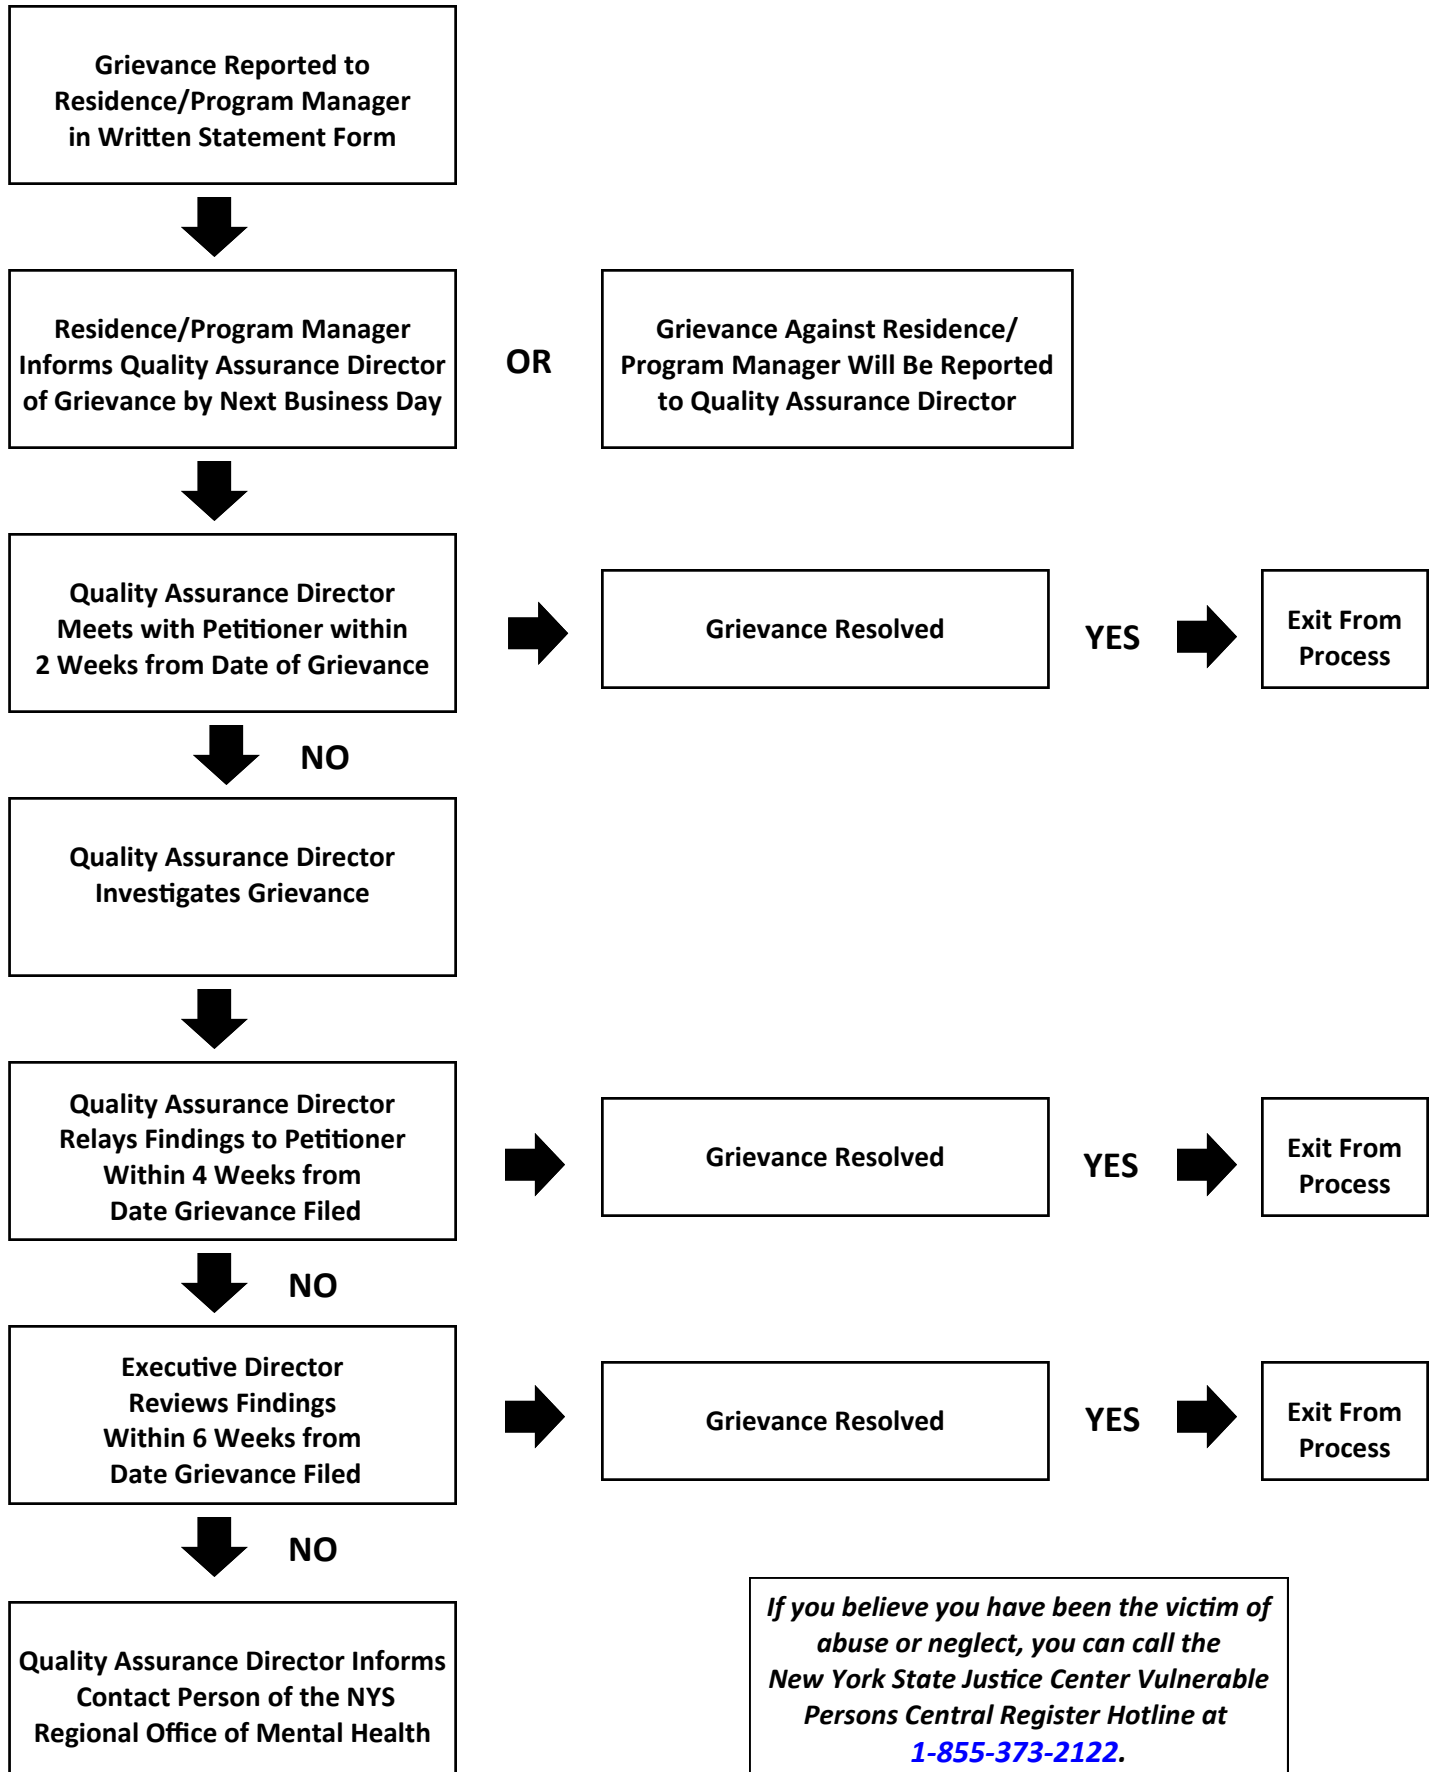 Grievance Reported to
Residence/Program Manager
in Written Statement Form
Residence/Program Manager
Informs Quality Assurance Director
of Grievance by Next Business Day
OR
Grievance Against Residence/
Program Manager Will Be Reported
to Quality Assurance Director
Quality Assurance Director
Meets with Petitioner within
2 Weeks from Date of Grievance
Grievance Resolved
YES
Exit From
Process
NO
Quality Assurance Director
Investigates Grievance
Quality Assurance Director
Relays Findings to Petitioner
Within 4 Weeks from
Date Grievance Filed
Grievance Resolved
YES
Exit From
Process
NO
Executive Director
Reviews Findings
Within 6 Weeks from
Date Grievance Filed
Grievance Resolved
YES
Exit From
Process
NO
Quality Assurance Director Informs
Contact Person of the NYS
Regional Office of Mental Health
If you believe you have been the victim of
abuse or neglect, you can call the
New York State Justice Center Vulnerable
Persons Central Register Hotline at
1-855-373-2122.